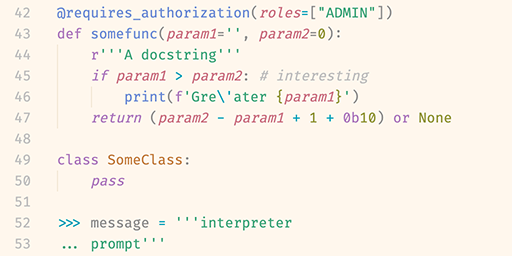 42 @requires_authorization(roles=["ADMIN"])
43 def somefunc(param1='', param2=0):
44     r'''A docstring'''
45     if param1 > param2: # interesting
46         print(f'Gre\'ater {param1}')
47     return (param2 - param1 + 1 + 0b10) or None
48
49 class SomeClass:
50     pass
51
52 >>> message = '''interpreter
53 ... prompt'''